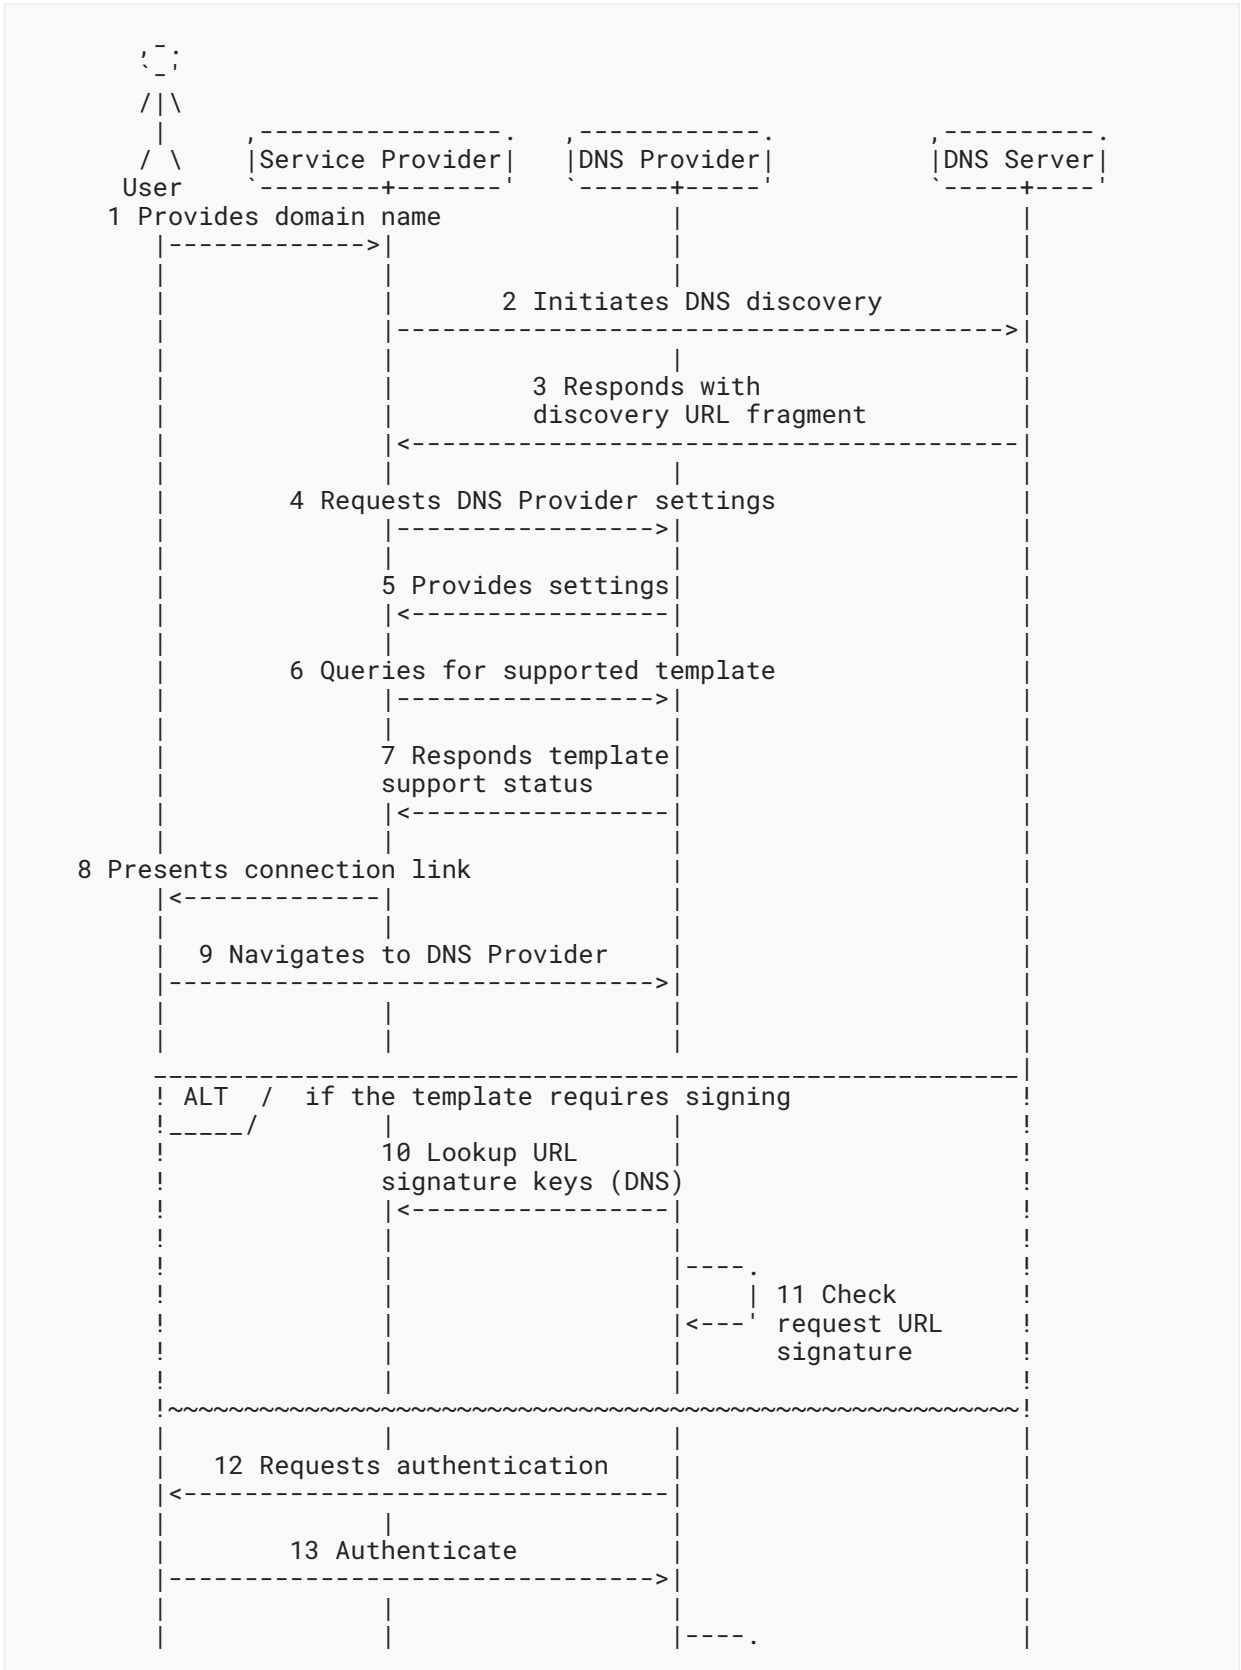 User
Service Provider
DNS Provider
DNS Server
1 Provides domain name
2 Initiates DNS discovery
3 Responds with
discovery URL fragment
4 Requests DNS Provider settings
5 Provides settings
6 Queries for supported template
7 Responds template
support status
8 Presents connection link
9 Navigates to DNS Provider
ALT / if the template requires signing
10 Lookup URL
signature keys (DNS)
11 Check
request URL
signature
12 Requests authentication
13 Authenticate